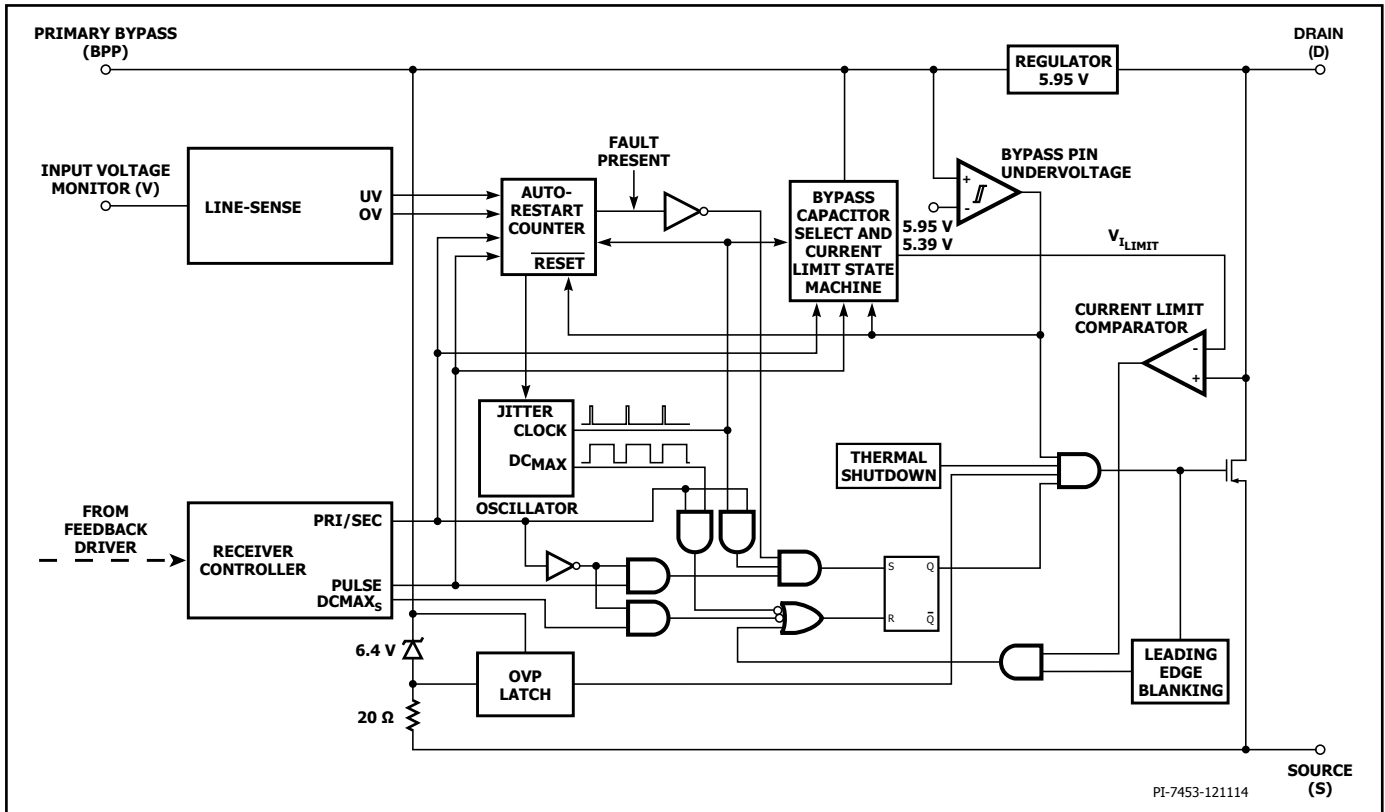 PRIMARY BYPASS
(BPP)
DRAIN
(D)
REGULATOR
5.95 V
INPUT VOLTAGE
MONITOR (V)
LINE-SENSE
UV
OV
AUTO-
RESTART
COUNTER
RESET
FAULT
PRESENT
BYPASS
CAPACITOR
SELECT AND
CURRENT
LIMIT STATE
MACHINE
BYPASS PIN
UNDERVOLTAGE
+
-
5.95 V
5.39 V
VILIMIT
CURRENT LIMIT
COMPARATOR
-
+
JITTER
CLOCK
DCMAX
OSCILLATOR
THERMAL
SHUTDOWN
FROM
FEEDBACK
DRIVER
RECEIVER
CONTROLLER
PRI/SEC
PULSE
DCMAXS
S Q
R Q̅
6.4 V
OVP
LATCH
20 Ω
LEADING
EDGE
BLANKING
SOURCE
(S)
PI-7453-121114